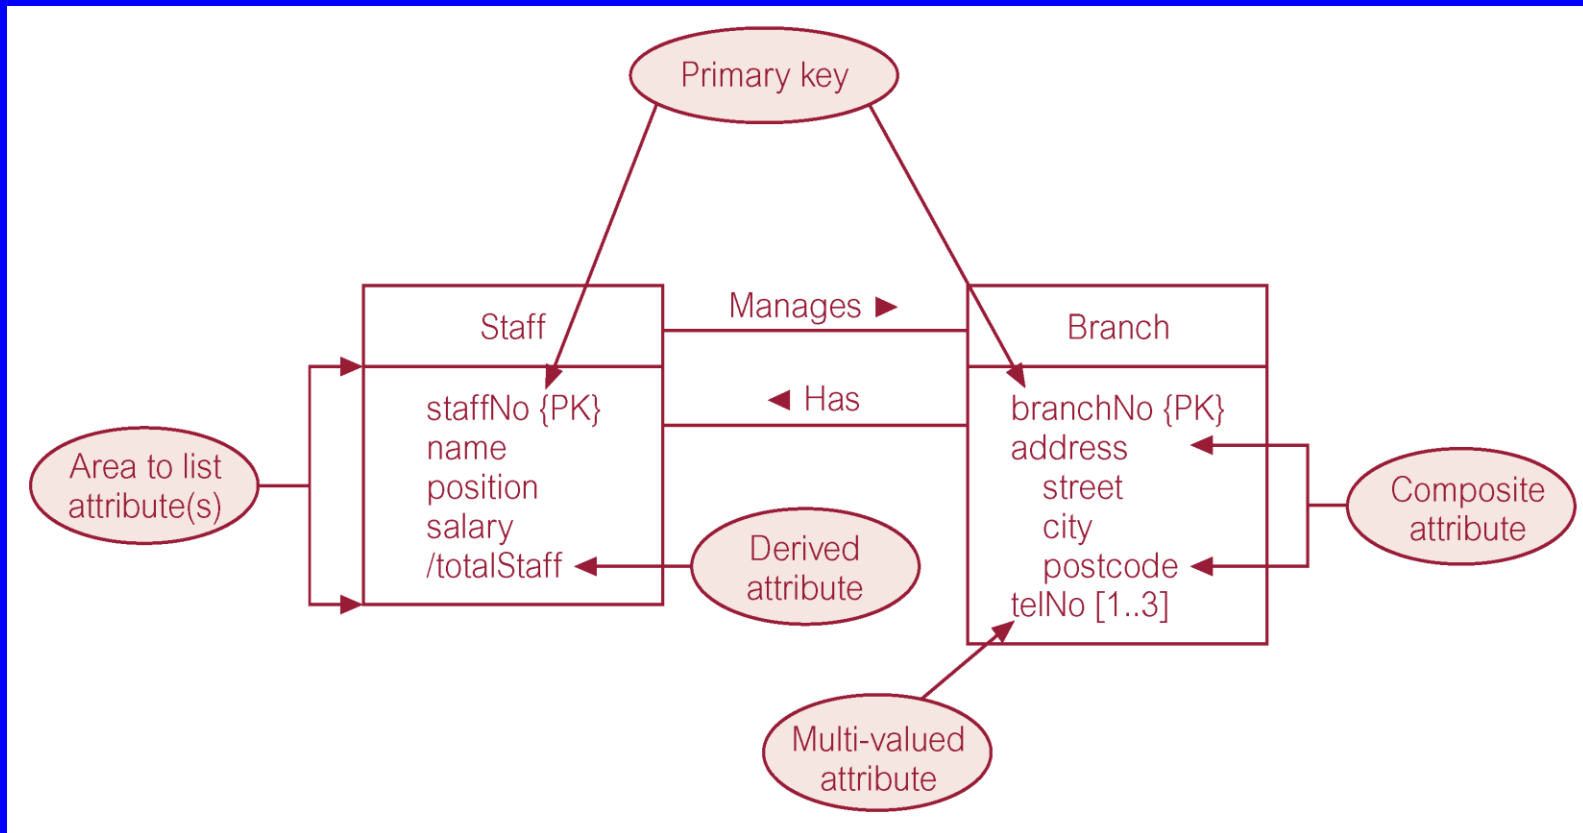 Primary key
Staff
Manages ►
Branch
◄ Has
staffNo {PK}
name
position
salary
/totalStaff
branchNo {PK}
address
street
city
postcode
telNo [1..3]
Area to list
attribute(s)
Derived
attribute
Composite
attribute
Multi-valued
attribute